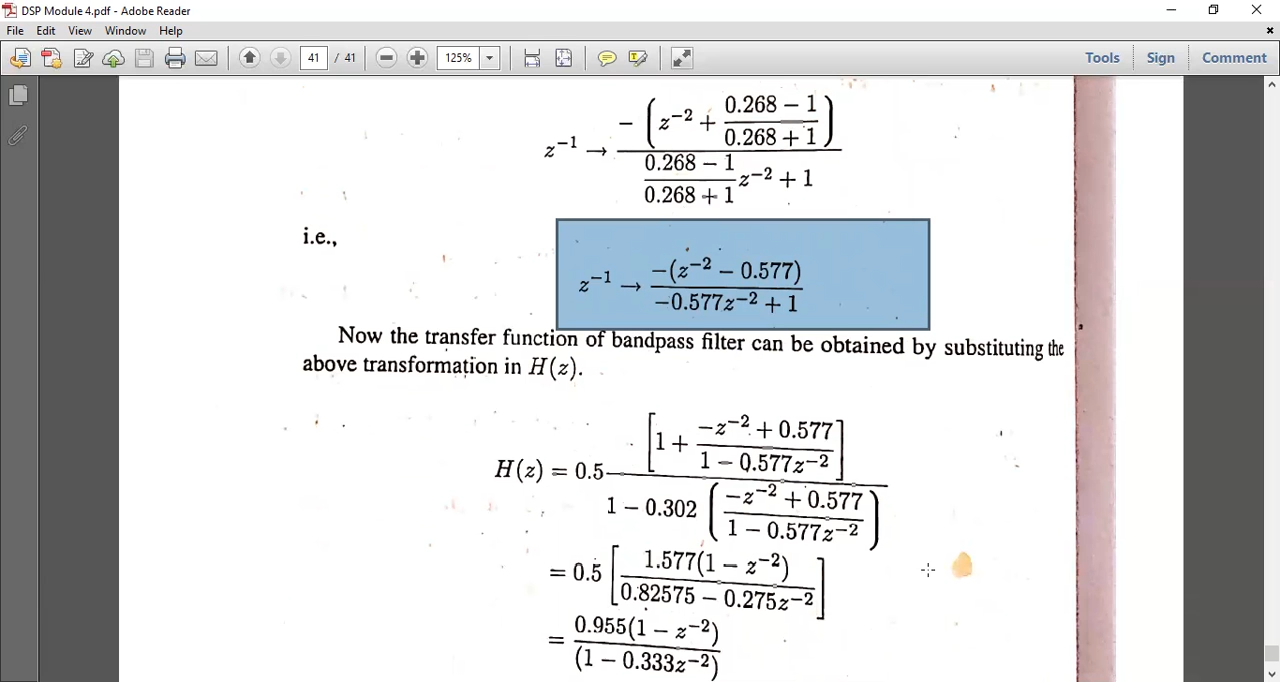 DSP Module 4.pdf - Adobe Reader
File Edit View Window Help
41 / 41 125% Tools Sign Comment
z⁻¹ → −(z⁻² + (0.268 − 1)/(0.268 + 1)) / ((0.268 − 1)/(0.268 + 1) z⁻² + 1)
i.e.,
z⁻¹ → −(z⁻² − 0.577) / (−0.577z⁻² + 1)
Now the transfer function of bandpass filter can be obtained by substituting the
above transformation in H(z).
H(z) = 0.5 [1 + (−z⁻² + 0.577)/(1 − 0.577z⁻²)] / (1 − 0.302 ((−z⁻² + 0.577)/(1 − 0.577z⁻²)))
= 0.5 [1.577(1 − z⁻²) / (0.82575 − 0.275z⁻²)]
= 0.955(1 − z⁻²) / (1 − 0.333z⁻²)